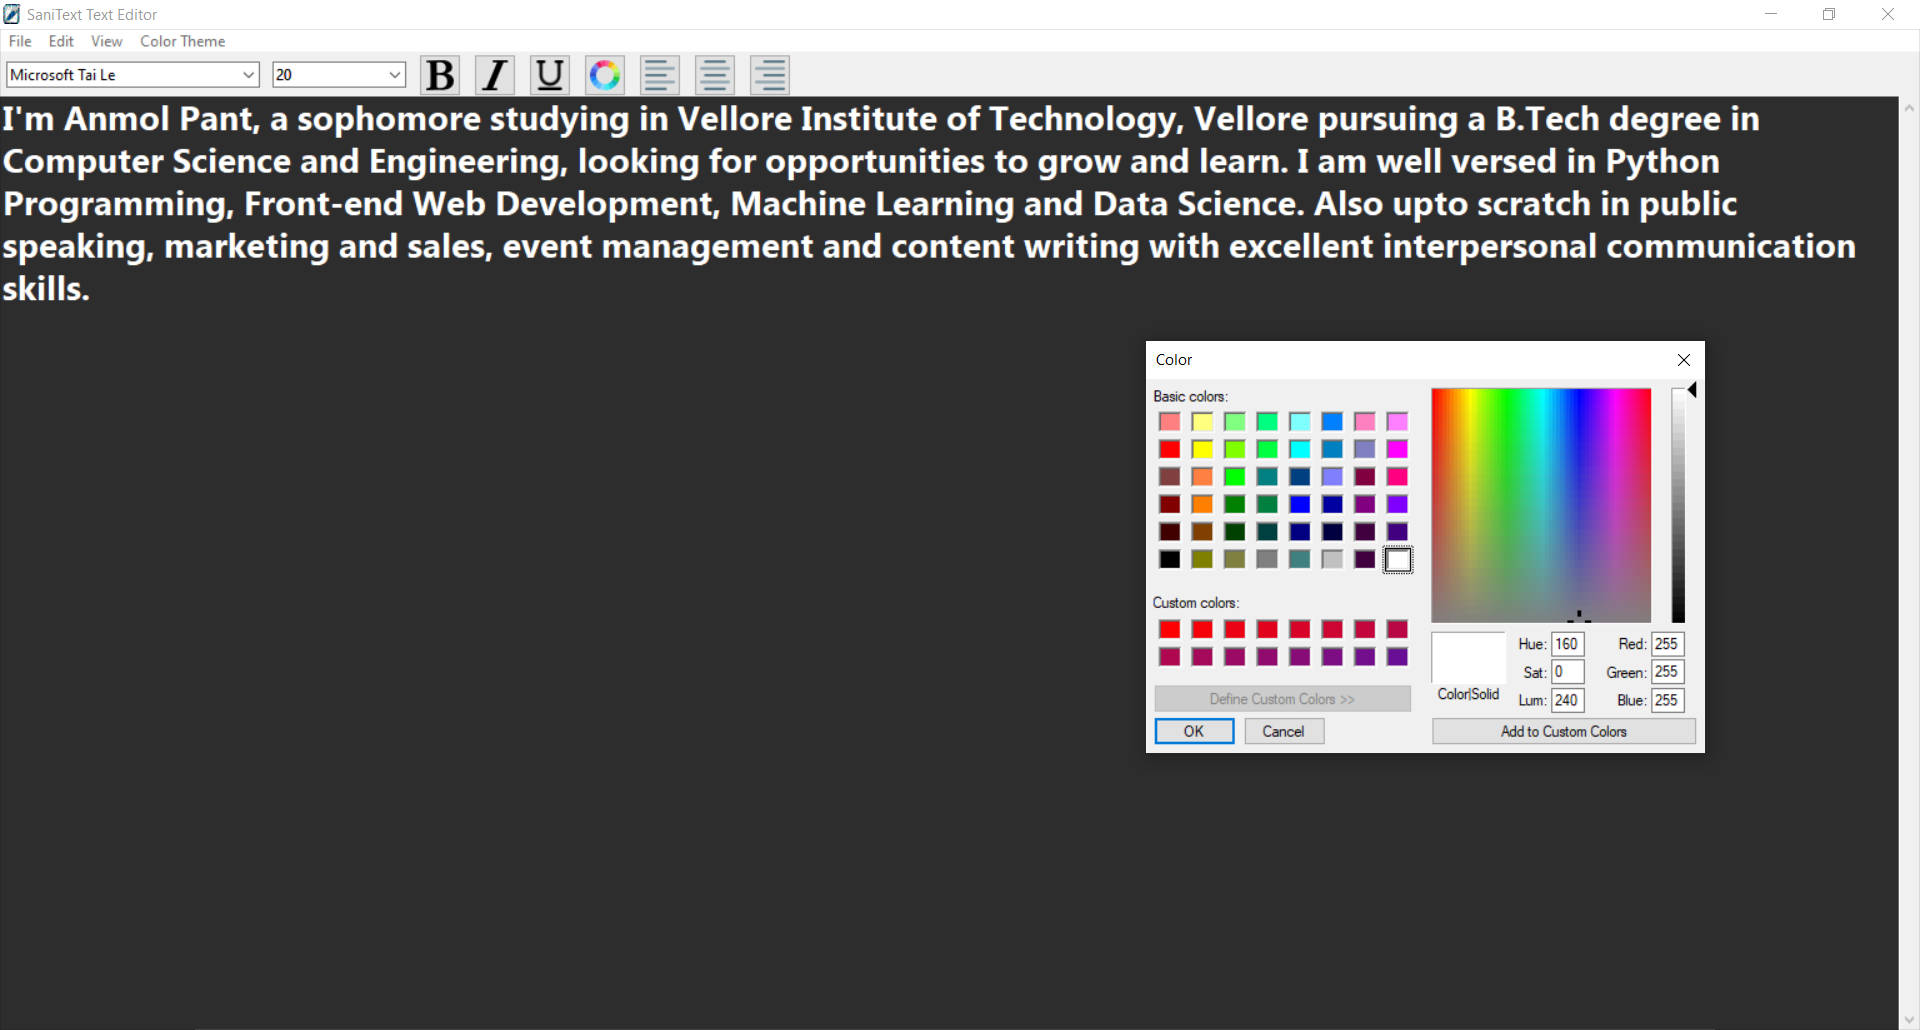 SaniText Text Editor
File Edit View Color Theme
Microsoft Tai Le 20 B I U
I'm Anmol Pant, a sophomore studying in Vellore Institute of Technology, Vellore pursuing a B.Tech degree in
Computer Science and Engineering, looking for opportunities to grow and learn. I am well versed in Python
Programming, Front-end Web Development, Machine Learning and Data Science. Also upto scratch in public
speaking, marketing and sales, event management and content writing with excellent interpersonal communication
skills.
Color
Basic colors:
Custom colors:
Define Custom Colors >>
OK Cancel
Color|Solid
Hue: 160 Red: 255
Sat: 0 Green: 255
Lum: 240 Blue: 255
Add to Custom Colors